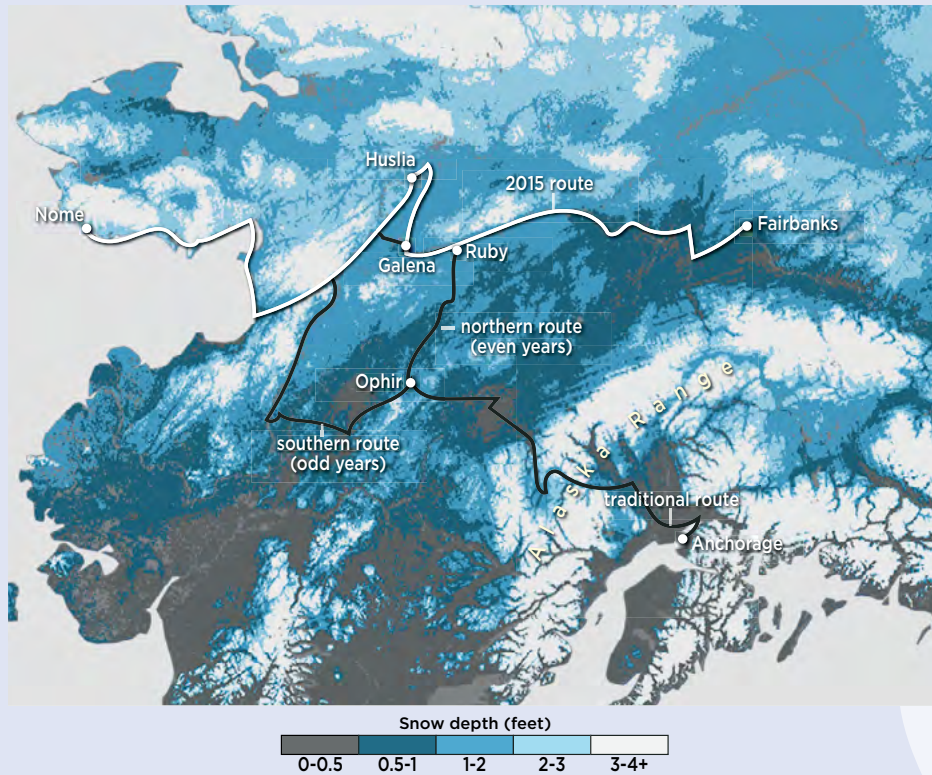 Huslia
2015 route
Nome
Fairbanks
Galena
Ruby
northern route
(even years)
Ophir
Alaska Range
southern route
(odd years)
traditional route
Anchorage
Snow depth (feet)
0-0.5 0.5-1 1-2 2-3 3-4+